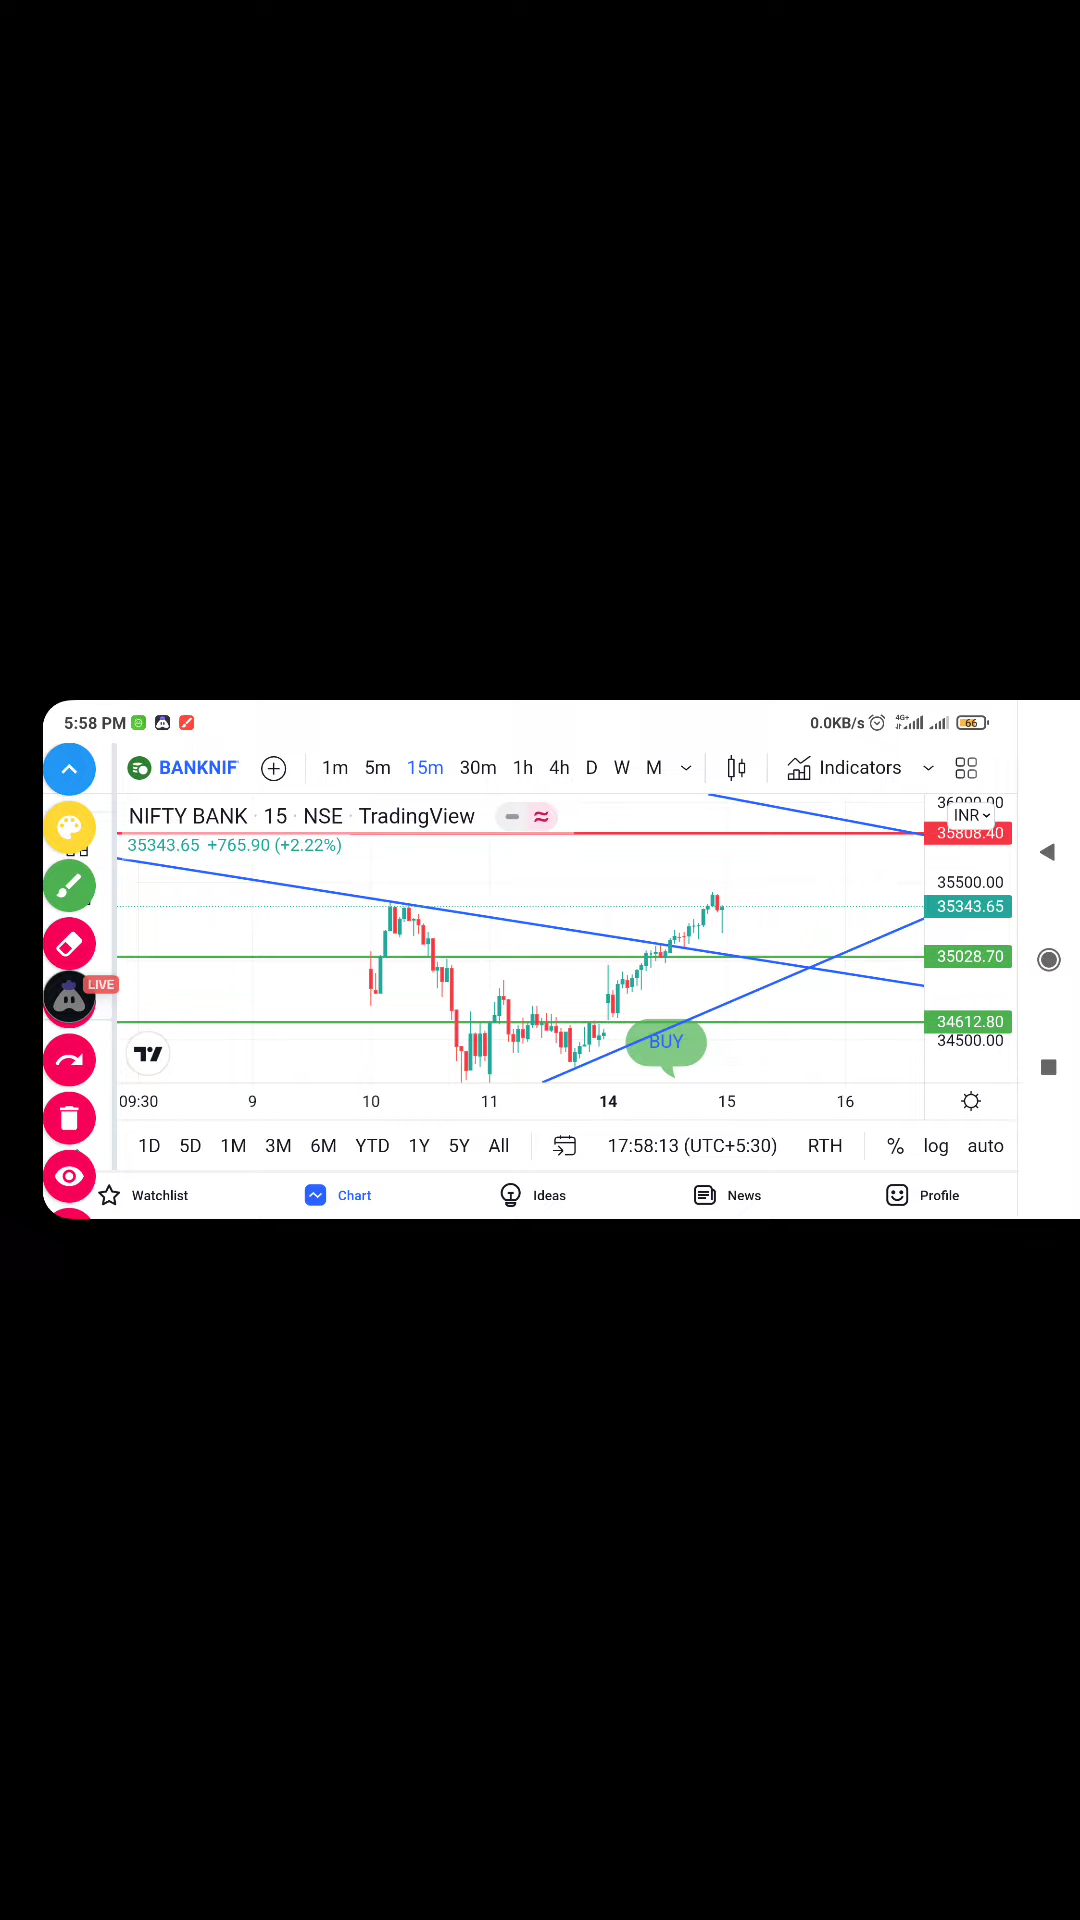 5:58 PM
0.0KB/s 4G+ 66
BANKNIF 1m 5m 15m 30m 1h 4h D W M Indicators
NIFTY BANK · 15 · NSE · TradingView
36000.00
INR
35808.40
35343.65 +765.90 (+2.22%)
35500.00
35343.65
35028.70
LIVE
34612.80
34500.00
BUY
09:30 9 10 11 14 15 16
1D 5D 1M 3M 6M YTD 1Y 5Y All 17:58:13 (UTC+5:30) RTH % log auto
Watchlist Chart Ideas News Profile